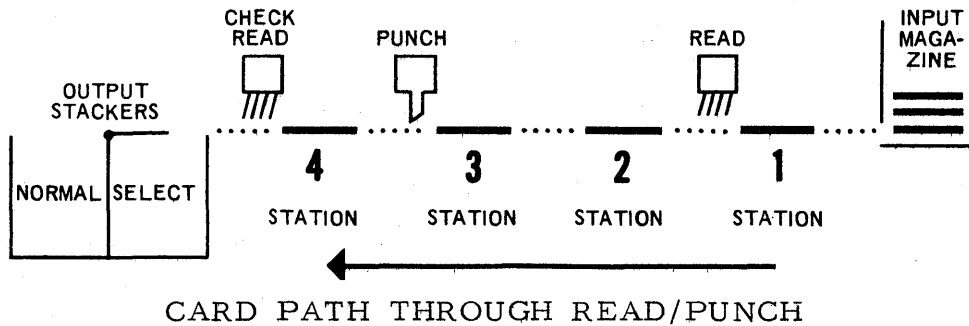 CHECK
READ
PUNCH
READ
INPUT
MAGA-
ZINE
OUTPUT
STACKERS
NORMAL
SELECT
4
3
2
1
STATION
STATION
STATION
STATION
CARD PATH THROUGH READ/PUNCH